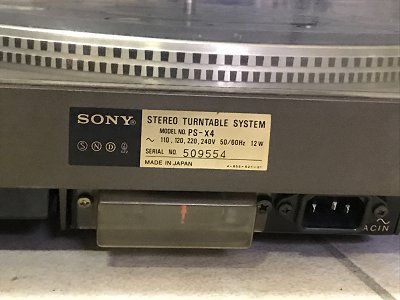 SONY®
STEREO TURNTABLE SYSTEM
MODEL NO. PS-X4
~ 110, 120, 220, 240V 50/60Hz 12W
S N D
SERIAL NO. 509554
MADE IN JAPAN
~
AC IN